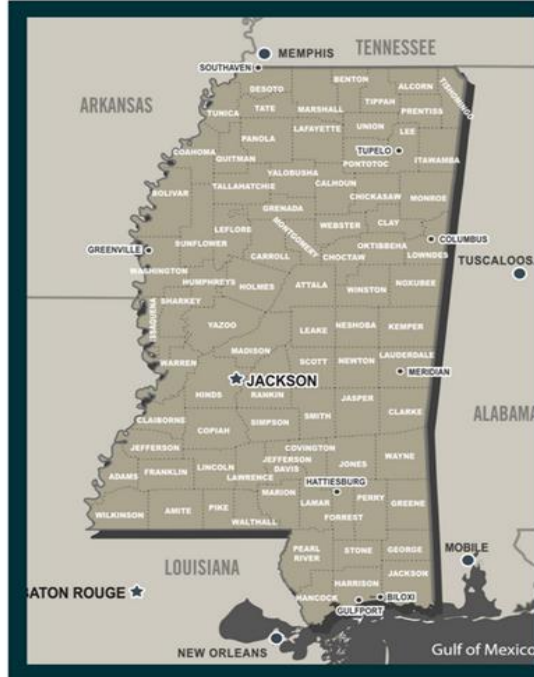 MEMPHIS
TENNESSEE
SOUTHAVEN
BENTON
ALCORN
TISHOMINGO
DESOTO
TIPPAH
ARKANSAS
TATE
MARSHALL
PRENTISS
TUNICA
LAFAYETTE
UNION
LEE
PANOLA
COAHOMA
TUPELO
QUITMAN
PONTOTOC
ITAWAMBA
YALOBUSHA
TALLAHATCHIE
CALHOUN
BOLIVAR
CHICKASAW
MONROE
GRENADA
LEFLORE
MONTGOMERY
WEBSTER
CLAY
COLUMBUS
GREENVILLE
SUNFLOWER
OKTIBBEHA
CARROLL
CHOCTAW
LOWNDES
TUSCALOOS
WASHINGTON
HUMPHREYS
HOLMES
ATTALA
WINSTON
NOXUBEE
ISSAQUENA
SHARKEY
YAZOO
LEAKE
NESHOBA
KEMPER
MADISON
WARREN
SCOTT
NEWTON
LAUDERDALE
MERIDIAN
JACKSON
HINDS
RANKIN
JASPER
CLAIBORNE
SIMPSON
SMITH
CLARKE
ALABAMA
COPIAH
JEFFERSON
COVINGTON
WAYNE
ADAMS
FRANKLIN
LINCOLN
LAWRENCE
JEFFERSON
DAVIS
JONES
HATTIESBURG
MARION
LAMAR
PERRY
GREENE
WILKINSON
AMITE
PIKE
WALTHALL
FORREST
PEARL
RIVER
STONE
GEORGE
MOBILE
LOUISIANA
JACKSON
HARRISON
BATON ROUGE
HANCOCK
BILOXI
GULFPORT
NEW ORLEANS
Gulf of Mexico